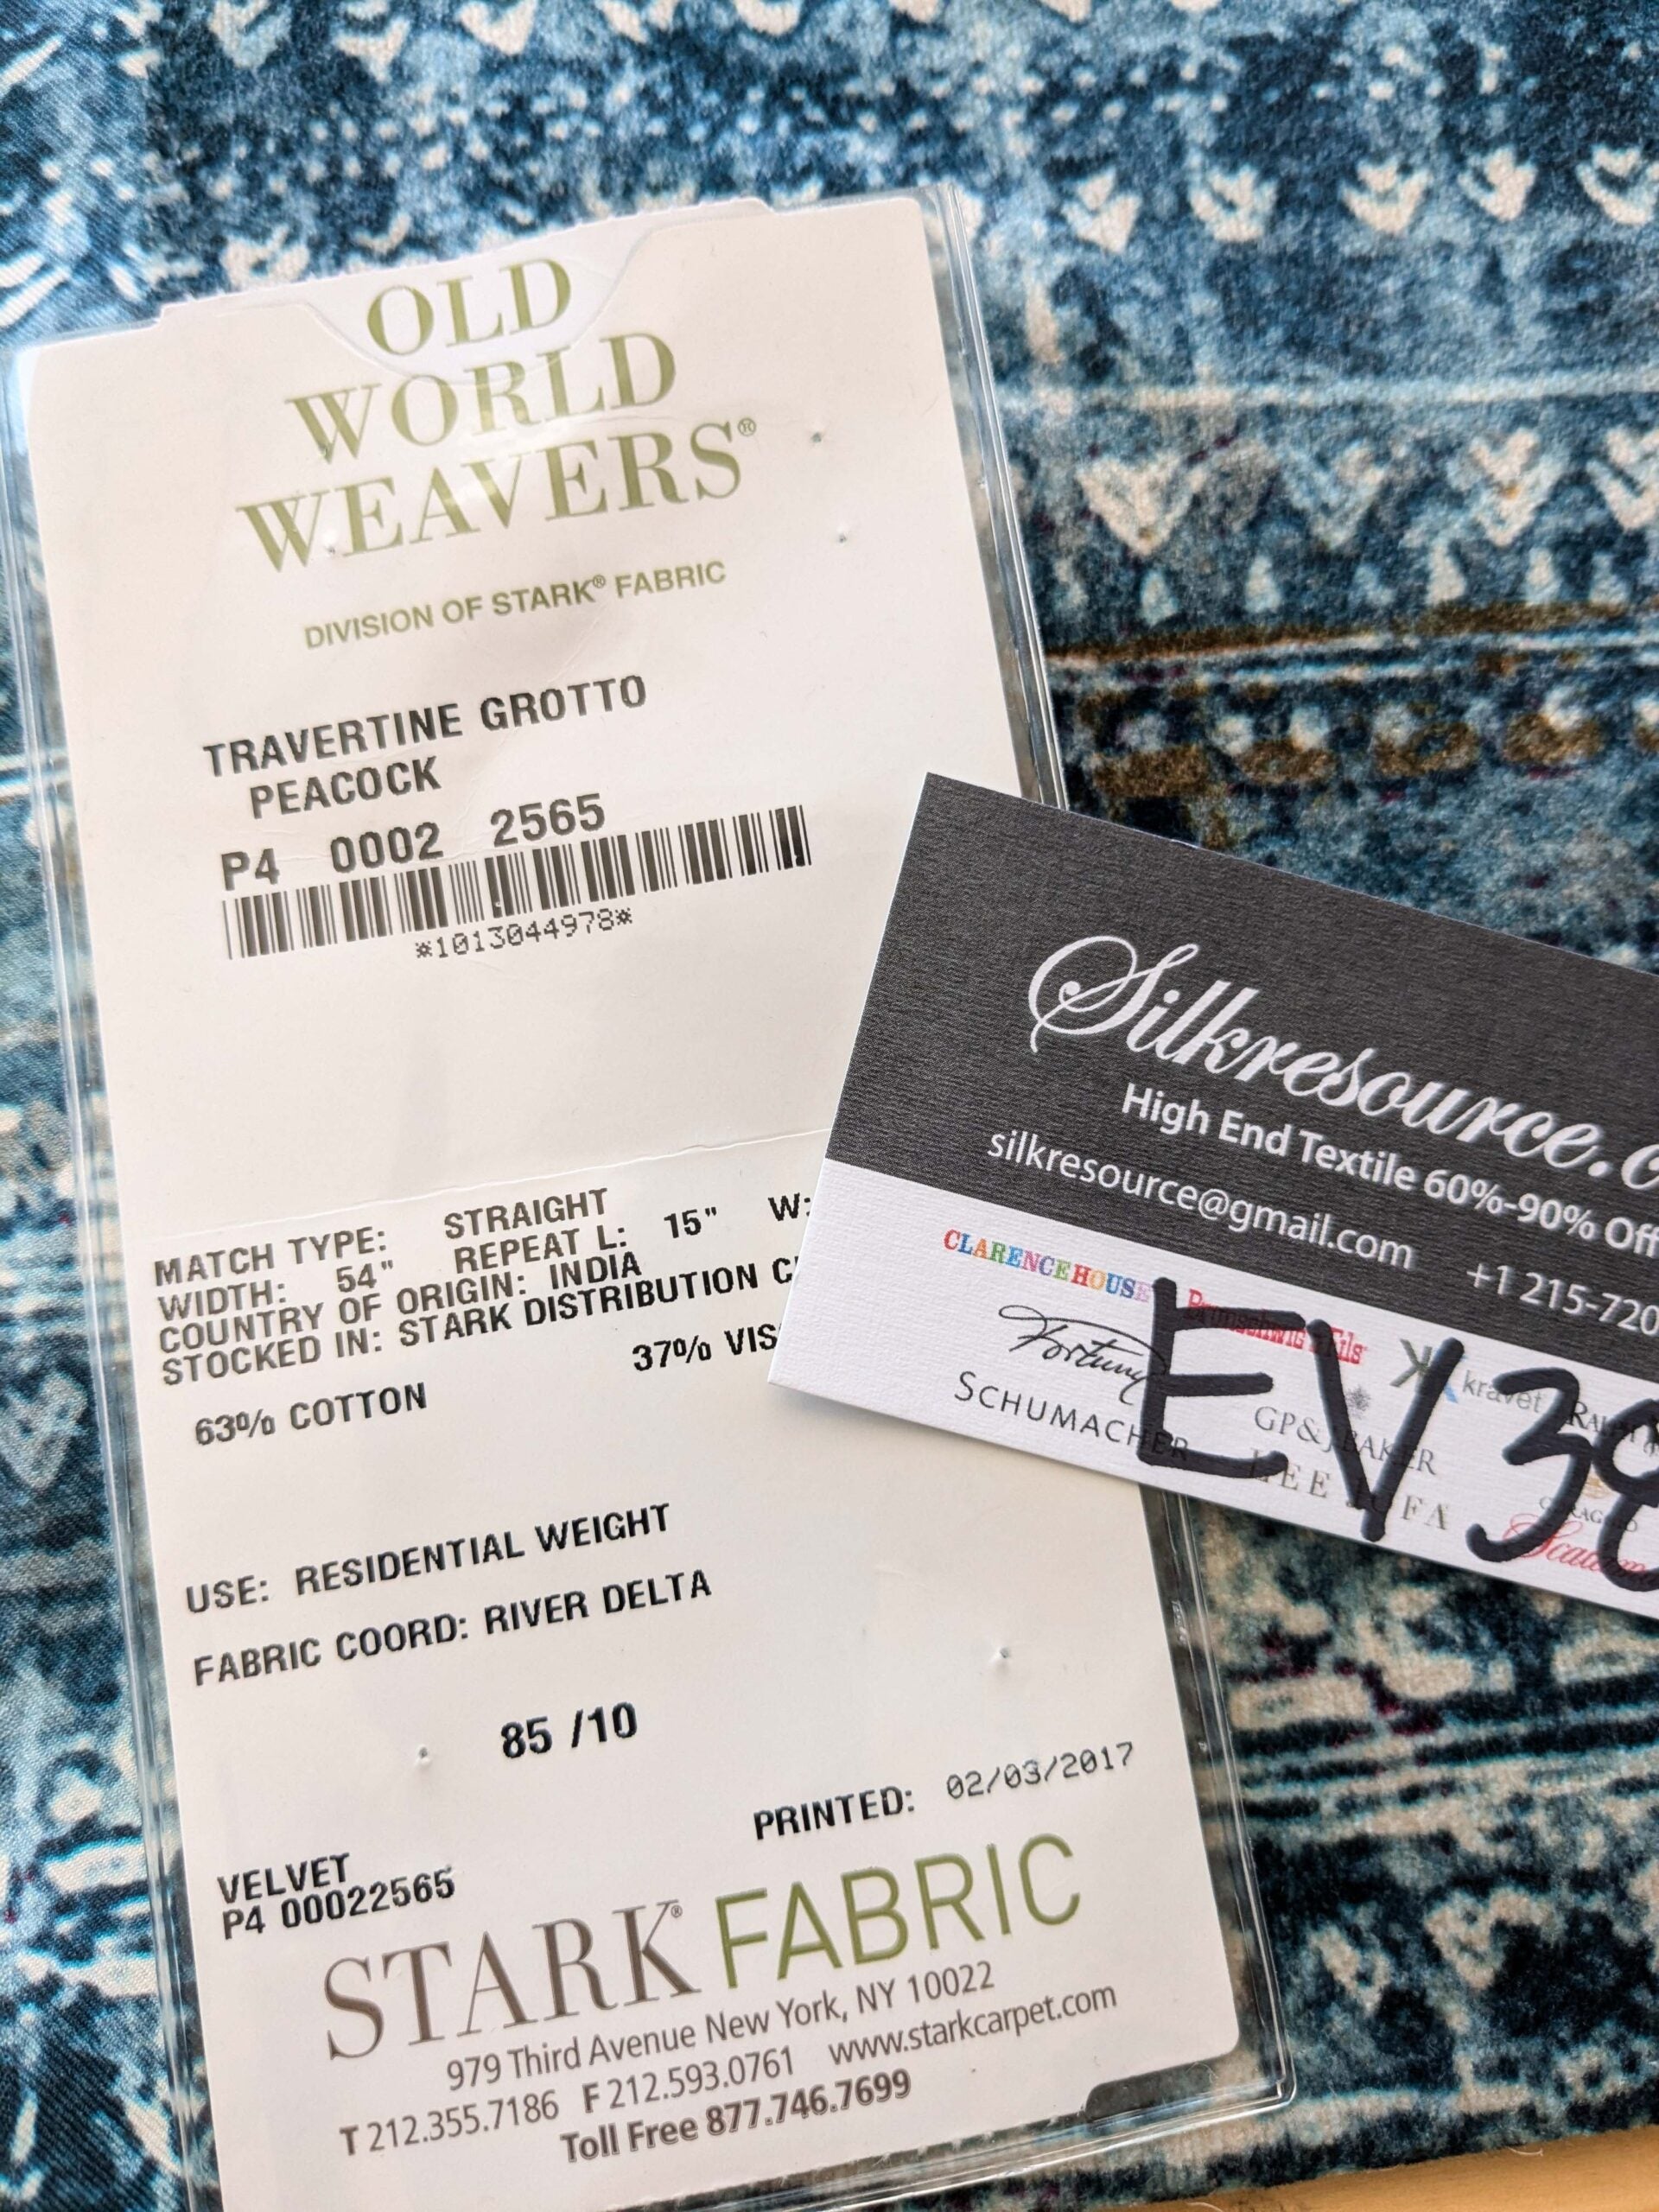 OLD
WORLD
WEAVERS®
DIVISION OF STARK® FABRIC
TRAVERTINE GROTTO
PEACOCK
P4 0002 2565
*1013044978*
MATCH TYPE: STRAIGHT
WIDTH: 54" REPEAT L: 15" W:
COUNTRY OF ORIGIN: INDIA
STOCKED IN: STARK DISTRIBUTION
63% COTTON 37%
USE: RESIDENTIAL WEIGHT
FABRIC COORD: RIVER DELTA
85 /10
PRINTED: 02/03/2017
VELVET
P4 00022565
STARK® FABRIC
979 Third Avenue New York, NY 10022
T 212.355.7186 F 212.593.0761 www.starkcarpet.com
Toll Free 877.746.7699
Silkresource.
High End Textile 60%-90% Off
silkresource@gmail.com +1 215-720
CLARENCE HOUSE Brunschwig & Fils
Fortuny kravet
SCHUMACHER GP&J BAKER
LEE JOFA
EV38